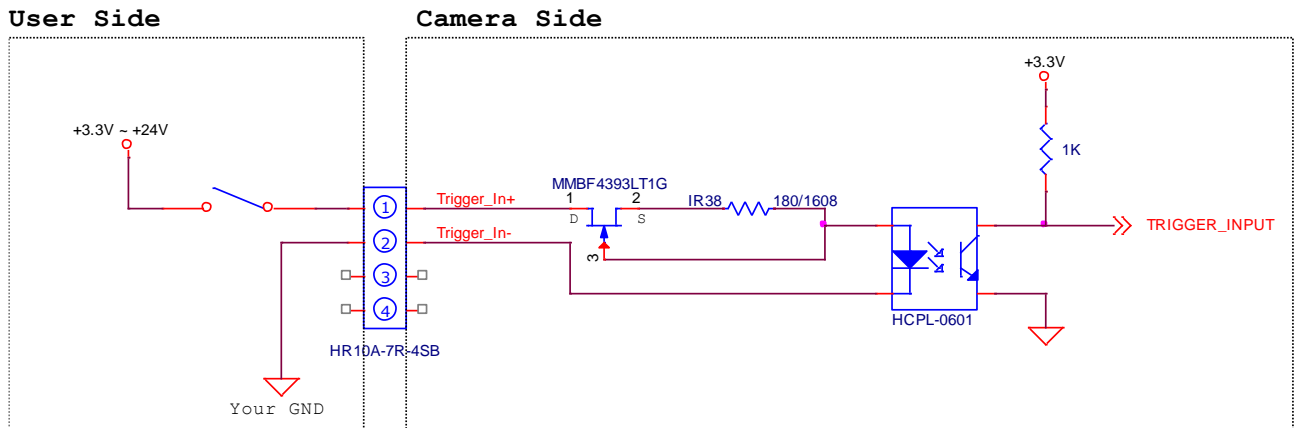 User Side
Camera Side
+3.3V
+3.3V ~ +24V
1K
MMBF4393LT1G
1
2
IR38
180/1608
D
S
3
Trigger_In+
Trigger_In-
1
2
3
4
TRIGGER_INPUT
HCPL-0601
HR10A-7R-4SB
Your GND